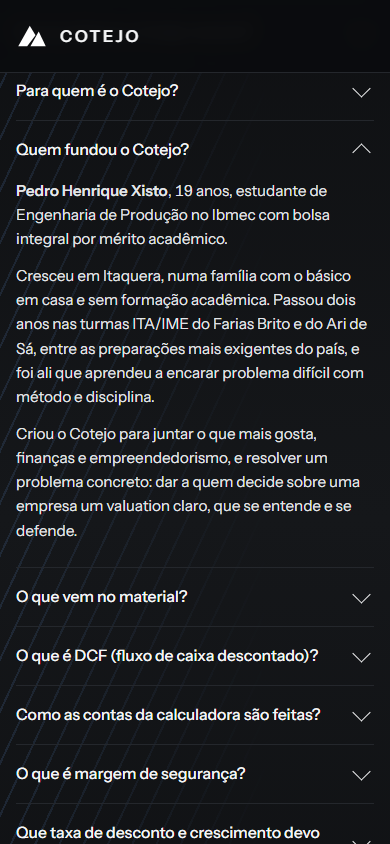 COTEJO
Para quem é o Cotejo?
Quem fundou o Cotejo?
Pedro Henrique Xisto, 19 anos, estudante de
Engenharia de Produção no Ibmec com bolsa
integral por mérito acadêmico.
Cresceu em Itaquera, numa família com o básico
em casa e sem formação acadêmica. Passou dois
anos nas turmas ITA/IME do Farias Brito e do Ari de
Sá, entre as preparações mais exigentes do país, e
foi ali que aprendeu a encarar problema difícil com
método e disciplina.
Criou o Cotejo para juntar o que mais gosta,
finanças e empreendedorismo, e resolver um
problema concreto: dar a quem decide sobre uma
empresa um valuation claro, que se entende e se
defende.
O que vem no material?
O que é DCF (fluxo de caixa descontado)?
Como as contas da calculadora são feitas?
O que é margem de segurança?
Que taxa de desconto e crescimento devo